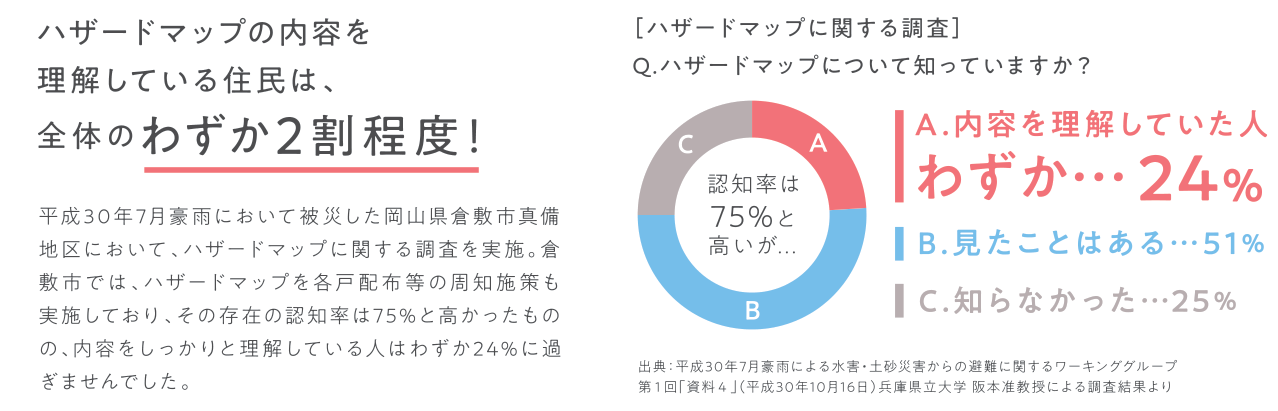 ハザードマップの内容を
理解している住民は、
全体のわずか2割程度!
平成30年7月豪雨において被災した岡山県倉敷市真備
地区において、ハザードマップに関する調査を実施。倉
敷市では、ハザードマップを各戸配布等の周知施策も
実施しており、その存在の認知率は75%と高かったもの
の、内容をしっかりと理解している人はわずか24%に過
ぎませんでした。
［ハザードマップに関する調査］
Q.ハザードマップについて知っていますか？
A
B
C
認知率は
75%と
高いが...
A.内容を理解していた人
わずか…24%
B.見たことはある…51%
C.知らなかった…25%
出典：平成30年7月豪雨による水害・土砂災害からの避難に関するワーキンググループ
第1回「資料4」(平成30年10月16日)兵庫県立大学 阪本准教授による調査結果より